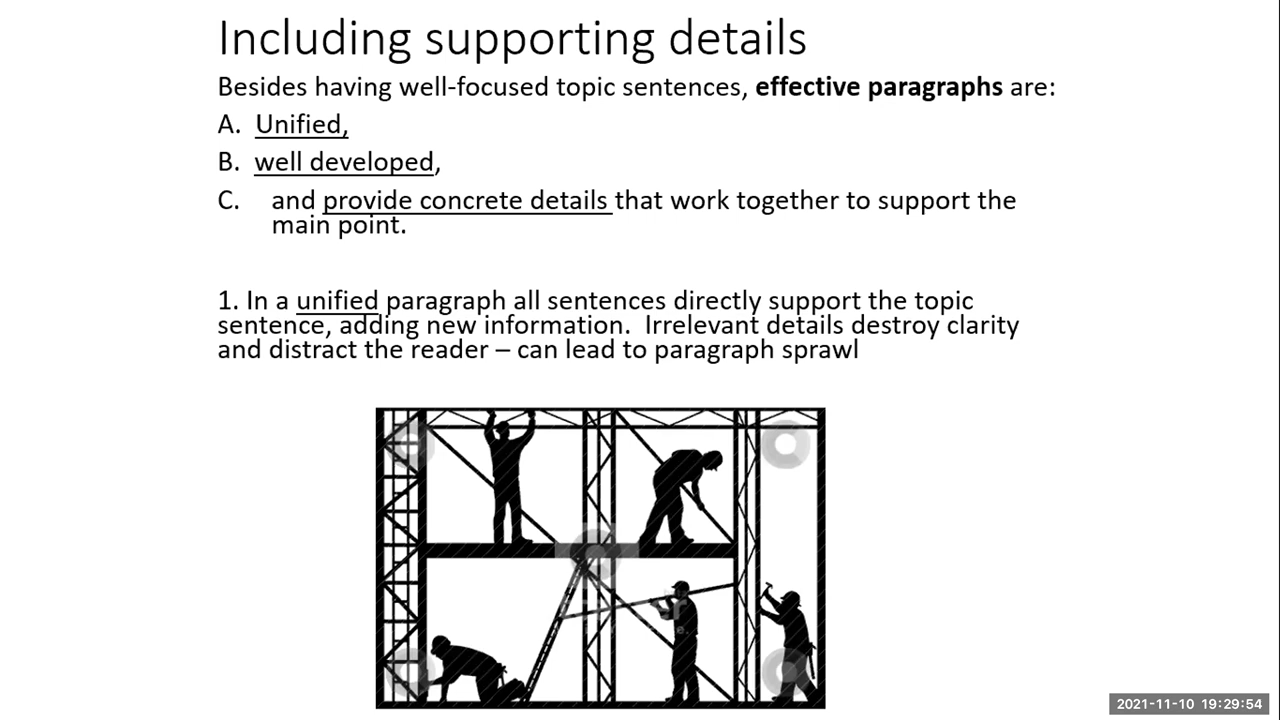 Including supporting details
Besides having well-focused topic sentences, effective paragraphs are:
A. Unified,
B. well developed,
C. and provide concrete details that work together to support the
main point.
1. In a unified paragraph all sentences directly support the topic
sentence, adding new information. Irrelevant details destroy clarity
and distract the reader – can lead to paragraph sprawl
2021-11-10 19:29:54